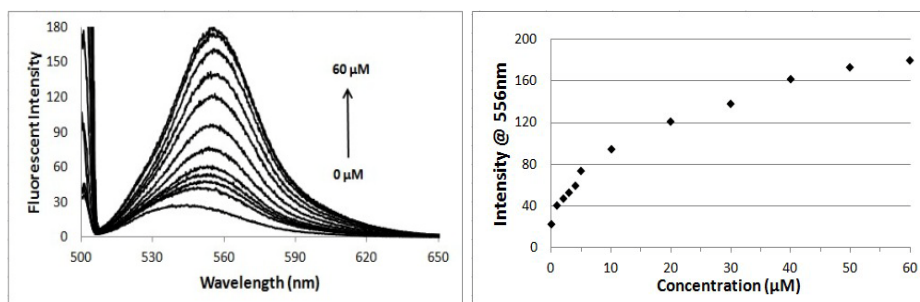 180
150
120
90
60
30
0
Fluorescent Intensity
60 µM
0 µM
500 530 560 590 620 650
Wavelength (nm)
200
160
120
80
40
0
Intensity @ 556nm
0 10 20 30 40 50 60
Concentration (µM)